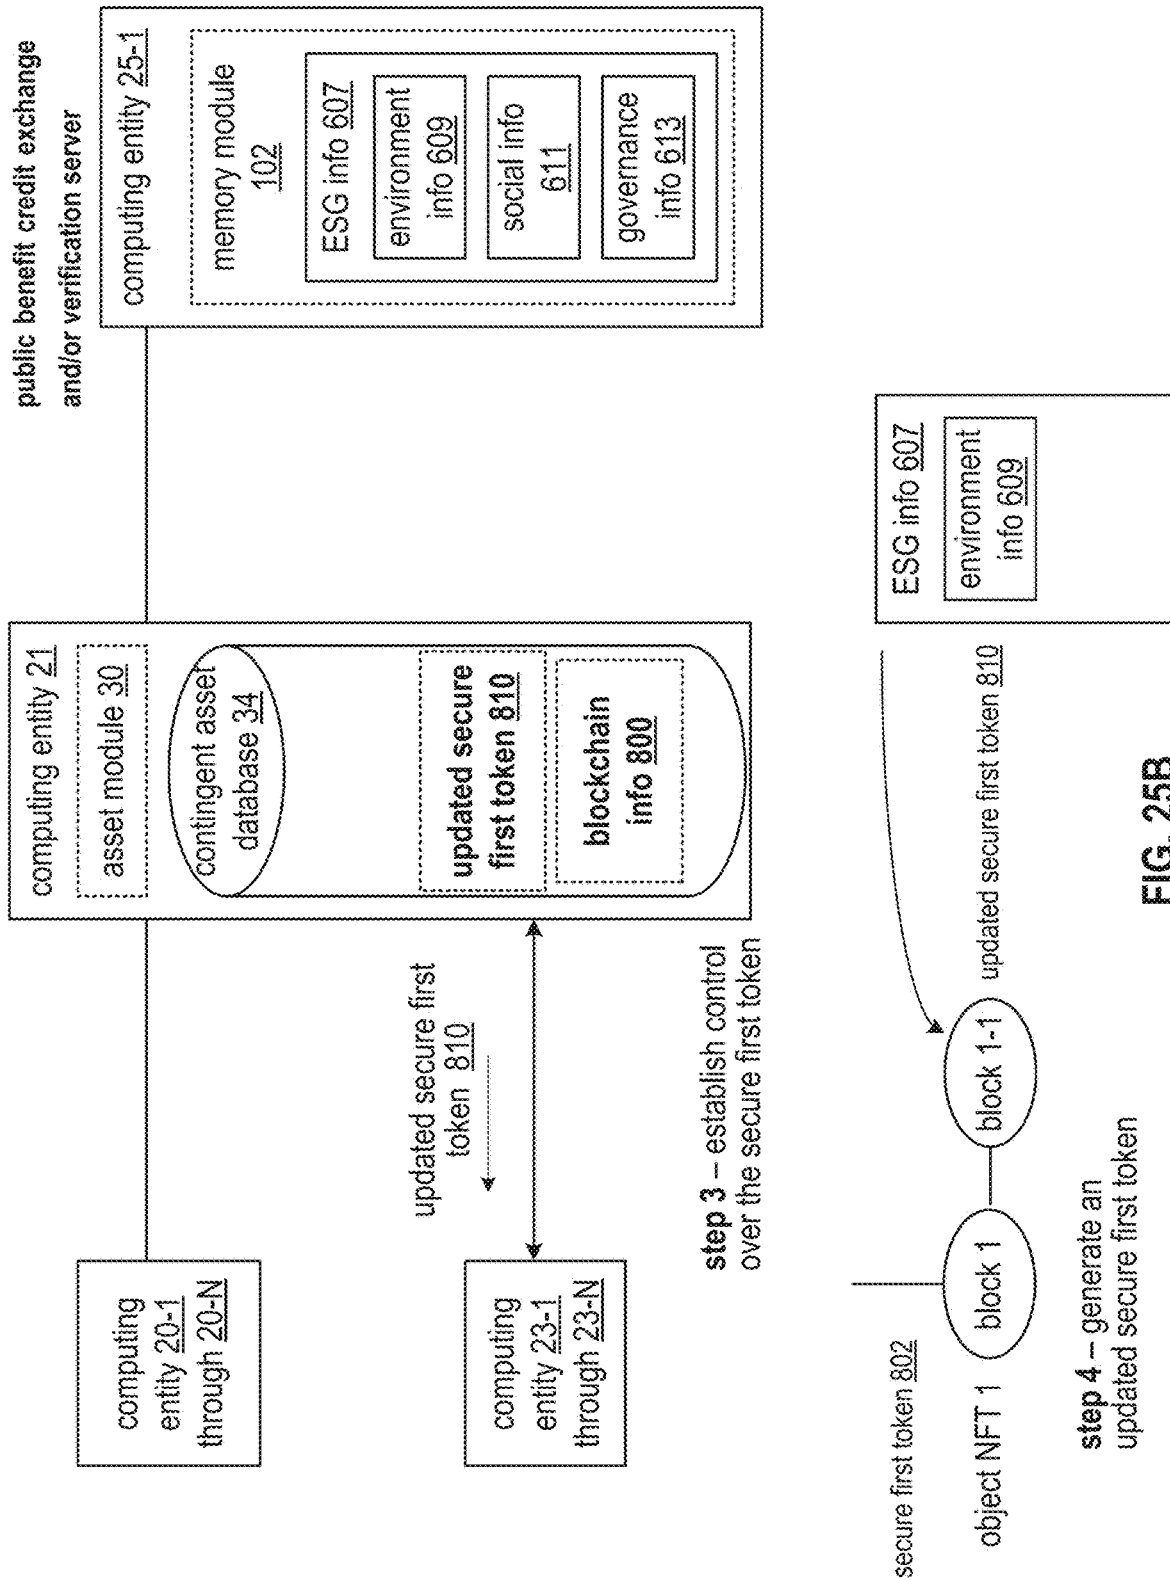 public benefit credit exchange
and/or verification server
computing entity 25-1
memory module
102
ESG info 607
environment
info 609
social info
611
governance
info 613
computing entity 21
asset module 30
contingent asset
database 34
updated secure
first token 810
blockchain
info 800
computing
entity 20-1
through 20-N
updated secure first
token 810
computing
entity 23-1
through 23-N
step 3 – establish control
over the secure first token
secure first token 802
object NFT 1
block 1
block 1-1
updated secure first token 810
ESG info 607
environment
info 609
step 4 – generate an
updated secure first token
FIG. 25B